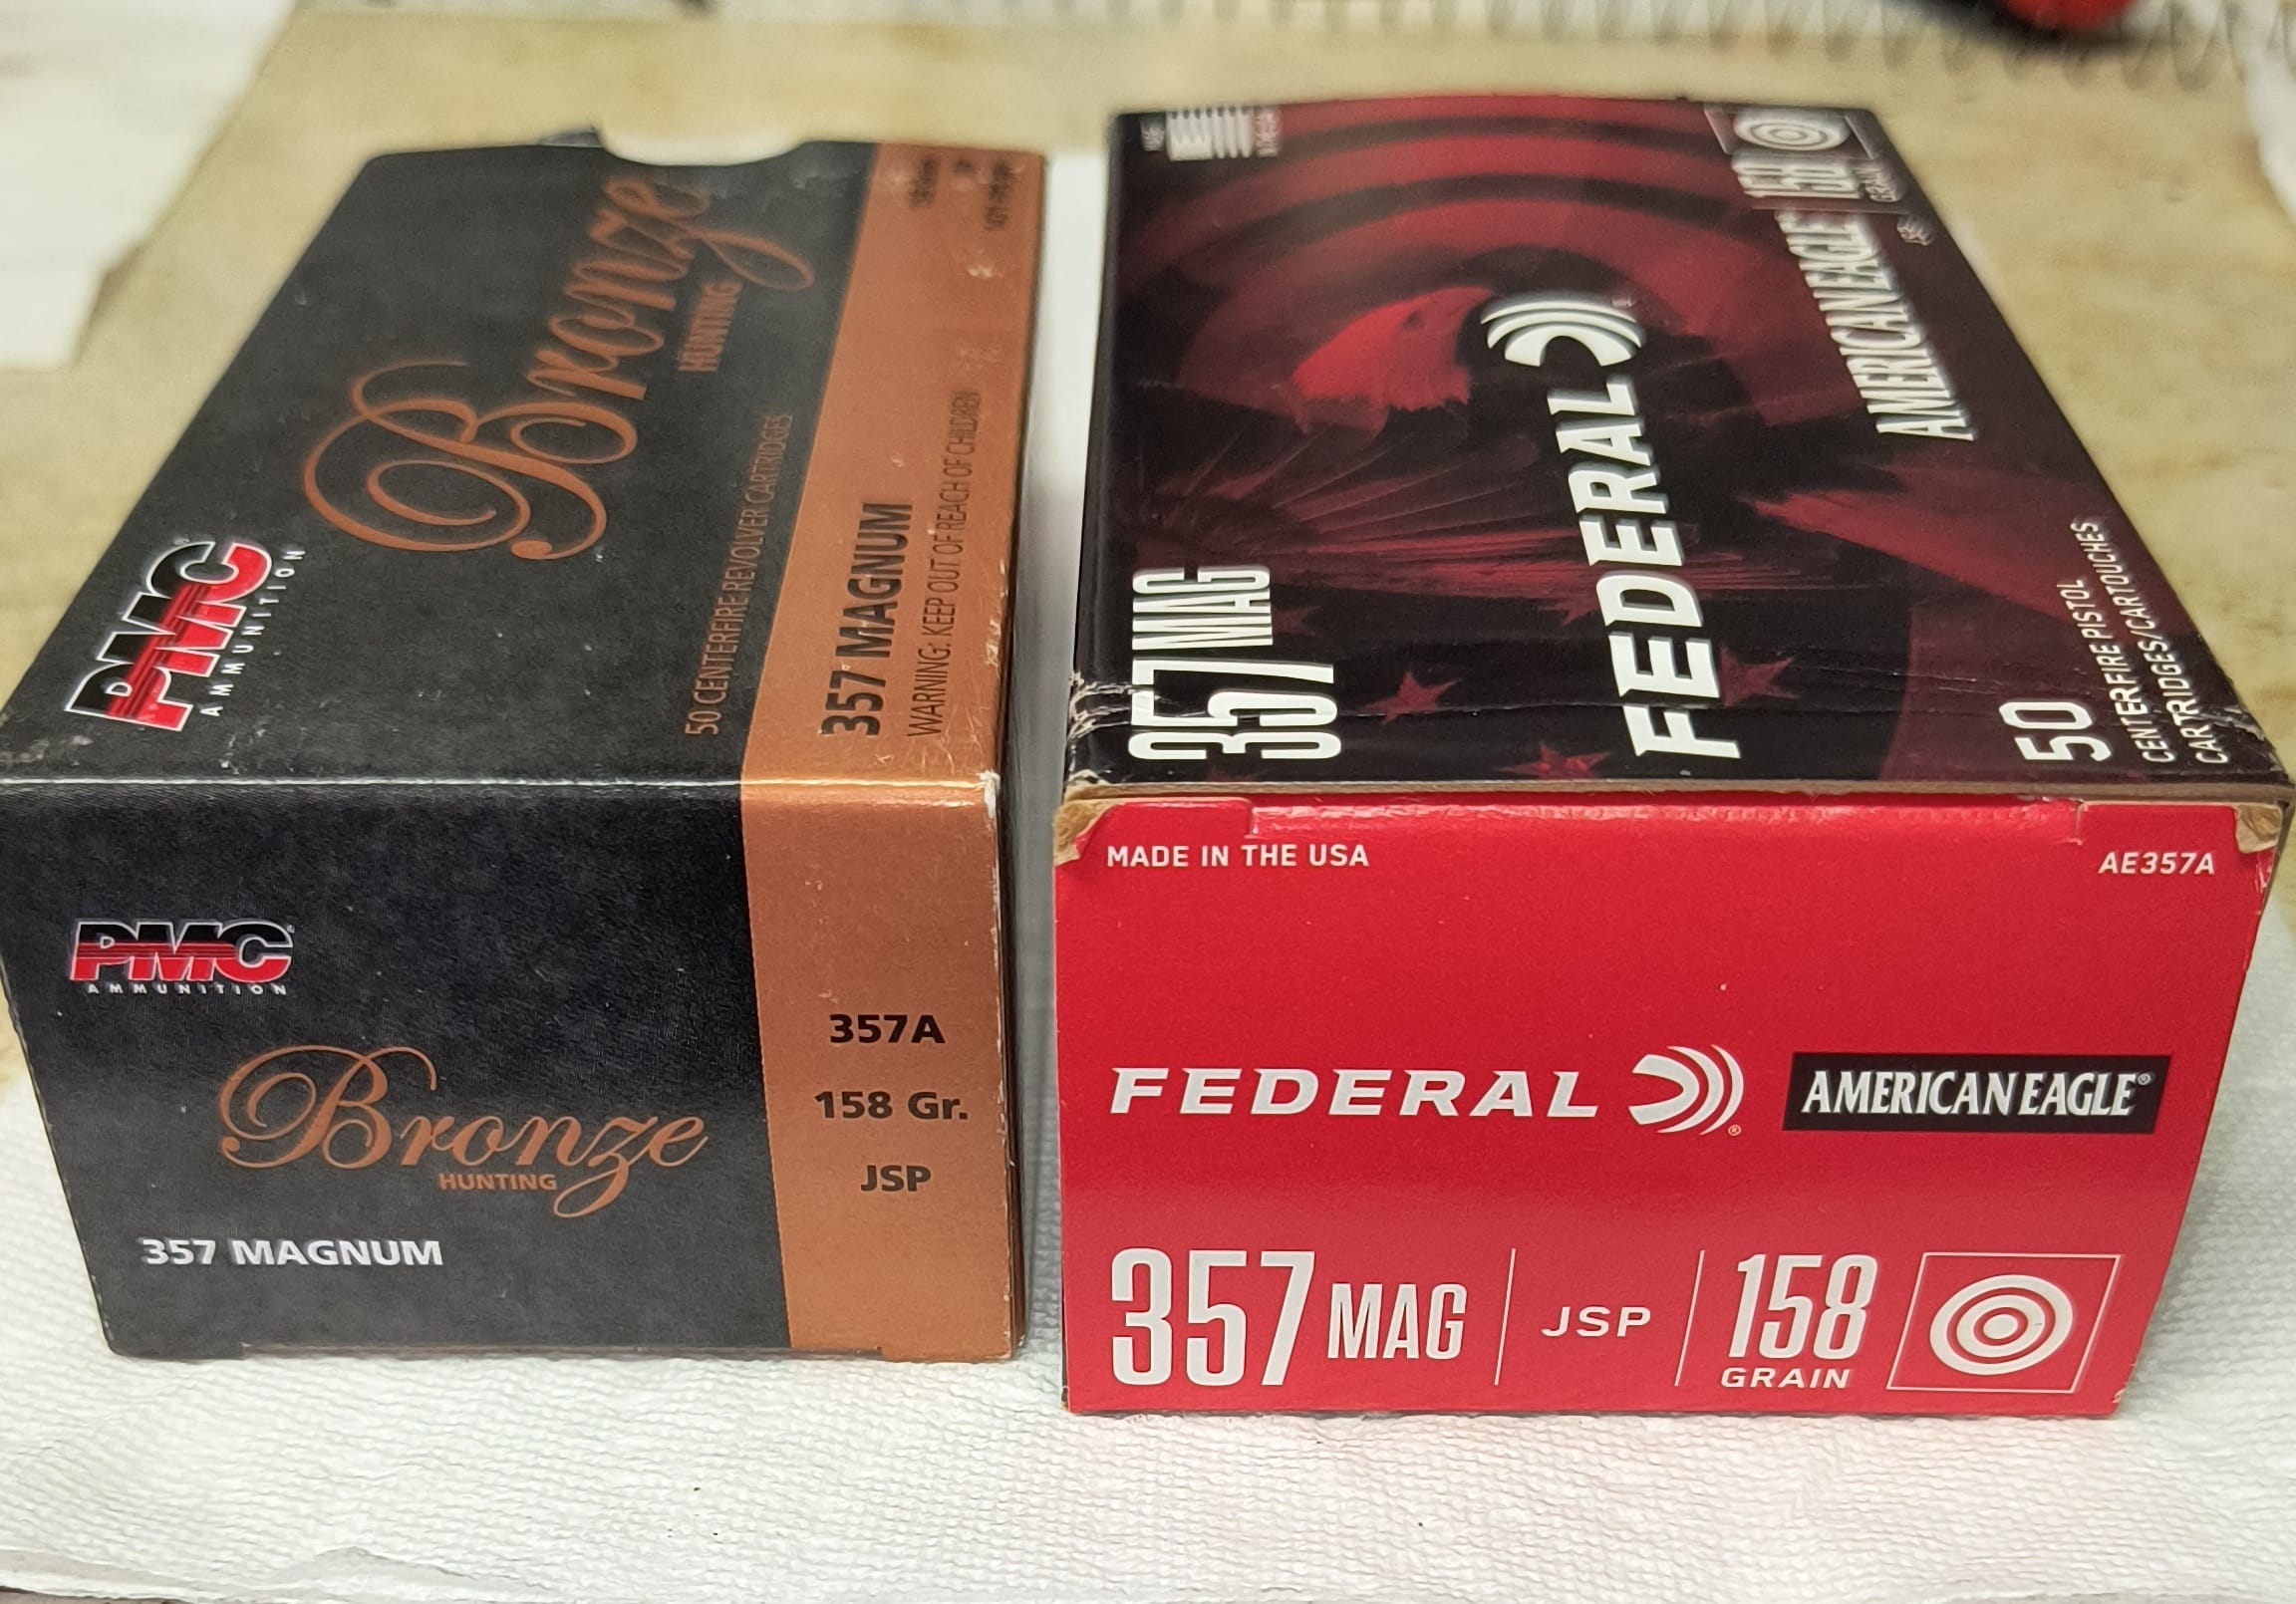 PMC
AMMUNITION
Bronze
HUNTING
50 CENTERFIRE REVOLVER CARTRIDGES
357 MAGNUM
WARNING: KEEP OUT OF REACH OF CHILDREN
PMC
AMMUNITION
Bronze
HUNTING
357 MAGNUM
357A
158 Gr.
JSP
357 MAG
FEDERAL
AMERICAN EAGLE
158
GRAIN
50
CENTERFIRE PISTOL
CARTRIDGES/CARTOUCHES
MADE IN THE USA
AE357A
FEDERAL
AMERICAN EAGLE
357 MAG
JSP
158
GRAIN